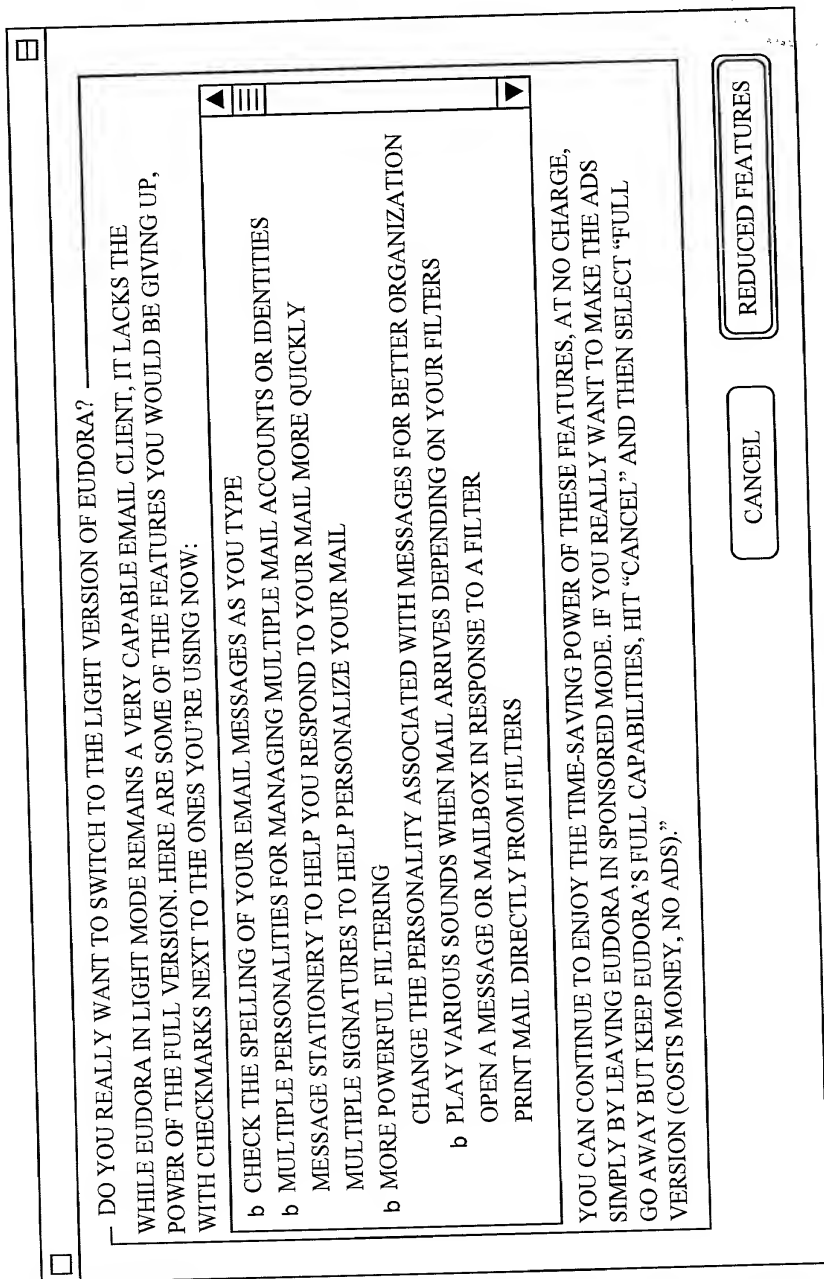 DO YOU REALLY WANT TO SWITCH TO THE LIGHT VERSION OF EUDORA?
WHILE EUDORA IN LIGHT MODE REMAINS A VERY CAPABLE EMAIL CLIENT, IT LACKS THE
POWER OF THE FULL VERSION. HERE ARE SOME OF THE FEATURES YOU WOULD BE GIVING UP,
WITH CHECKMARKS NEXT TO THE ONES YOU'RE USING NOW:
b CHECK THE SPELLING OF YOUR EMAIL MESSAGES AS YOU TYPE
b MULTIPLE PERSONALITIES FOR MANAGING MULTIPLE MAIL ACCOUNTS OR IDENTITIES
MESSAGE STATIONERY TO HELP YOU RESPOND TO YOUR MAIL MORE QUICKLY
MULTIPLE SIGNATURES TO HELP PERSONALIZE YOUR MAIL
b MORE POWERFUL FILTERING
CHANGE THE PERSONALITY ASSOCIATED WITH MESSAGES FOR BETTER ORGANIZATION
b PLAY VARIOUS SOUNDS WHEN MAIL ARRIVES DEPENDING ON YOUR FILTERS
OPEN A MESSAGE OR MAILBOX IN RESPONSE TO A FILTER
PRINT MAIL DIRECTLY FROM FILTERS
YOU CAN CONTINUE TO ENJOY THE TIME-SAVING POWER OF THESE FEATURES, AT NO CHARGE,
SIMPLY BY LEAVING EUDORA IN SPONSORED MODE. IF YOU REALLY WANT TO MAKE THE ADS
GO AWAY BUT KEEP EUDORA'S FULL CAPABILITIES, HIT “CANCEL” AND THEN SELECT “FULL
VERSION (COSTS MONEY, NO ADS).”
CANCEL
REDUCED FEATURES